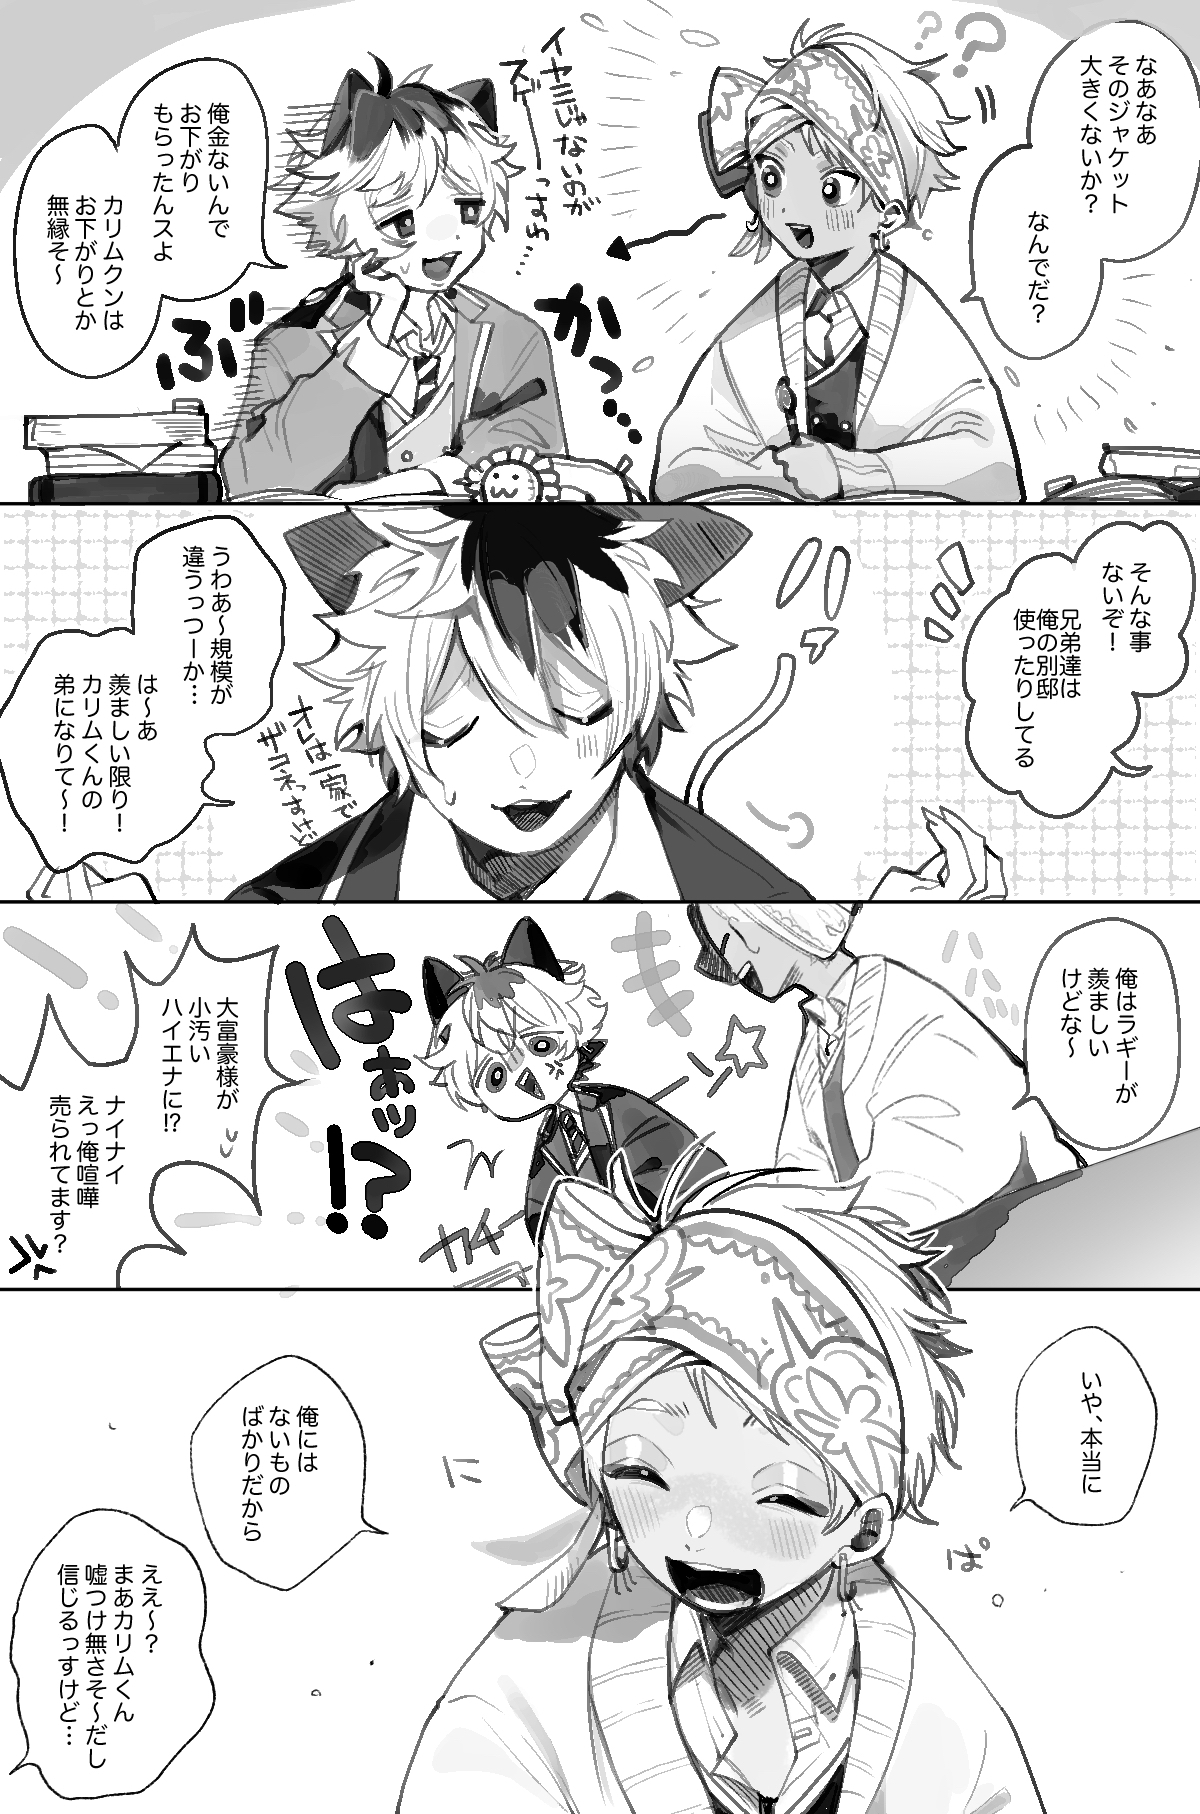 なあなあ
そのジャケット
大きくないか?
なんでだ?
イヤミじゃないのが
スゲーっすね……
かっ…
俺金ないんで
お下がり
もらったんスよ
カリムクンは
お下がりとか
無縁そ〜
ぶ
そんな事
ないぞ!
兄弟達は
俺の別邸
使ったりしてる
うわあ〜規模が
違うっつーか…
は〜あ
羨ましい限り!
カリムくんの
弟になりて〜!
オレは一家で
ザコネっすけど
俺はラギーが
羨ましい
けどな〜
はぉッ!?
大富豪様が
小汚い
ハイエナに!?
ナイナイ
えっ俺喧嘩
売られてます?
カチ
いや、本当に
ぱ
に
俺には
ないもの
ばかりだから
ええ〜?
まあカリムくん
嘘つけ無さそ〜だし
信じるっすけど…